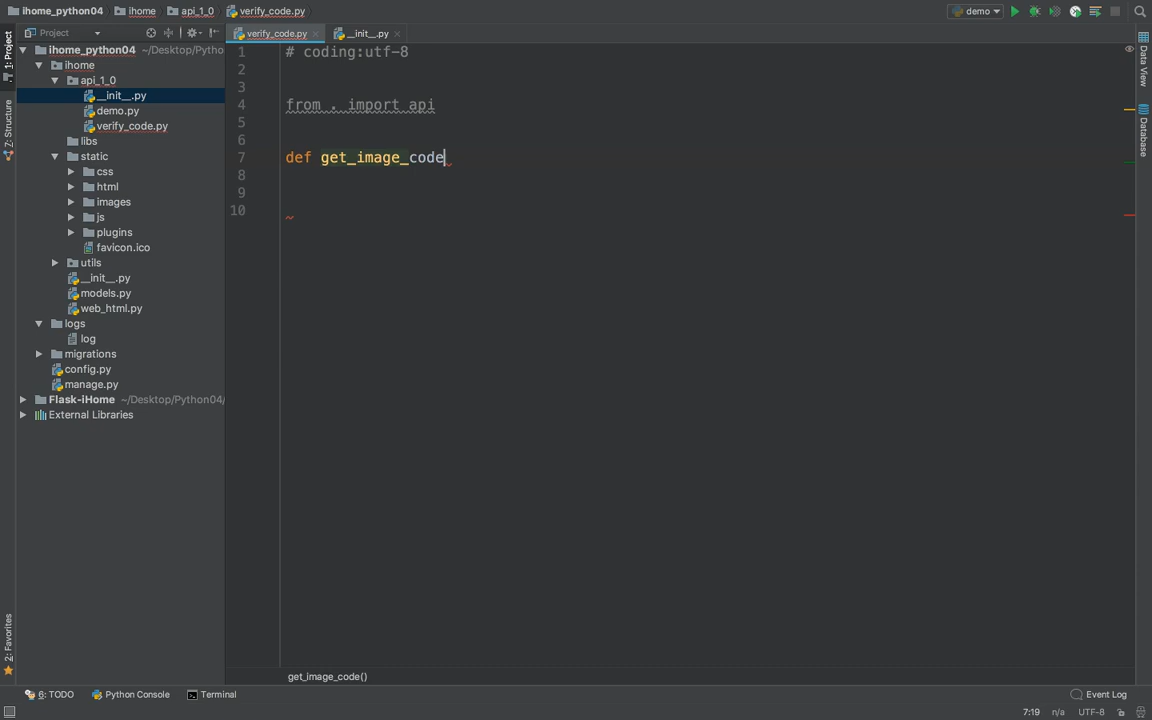 ihome_python04 ihome api_1_0 verify_code.py demo
1: Project
Project
verify_code.py
__init__.py
ihome_python04 ~/Desktop/Pytho
ihome
api_1_0
__init__.py
demo.py
verify_code.py
libs
static
css
html
images
js
plugins
favicon.ico
utils
__init__.py
models.py
web_html.py
logs
log
migrations
config.py
manage.py
Flask-iHome ~/Desktop/Python04/
External Libraries
7: Structure
2: Favorites
1 # coding:utf-8
2
3
4 from . import api
5
6
7 def get_image_code
8
9
10
Data View
Database
get_image_code()
6: TODO Python Console Terminal Event Log
7:19 n/a UTF-8